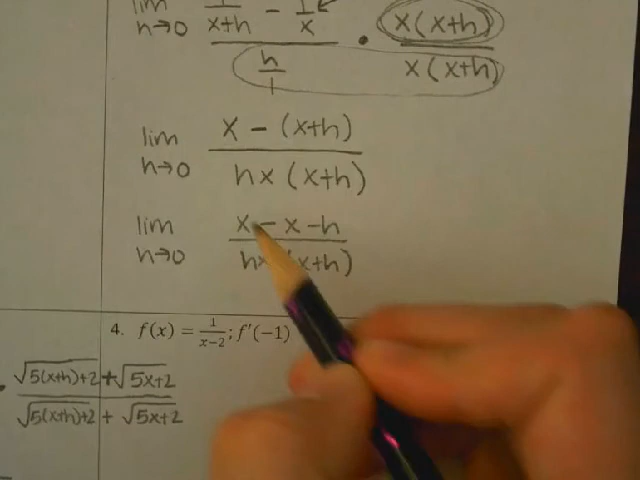 lim h→0 (1/(x+h) - 1/x)/(h/1) · x(x+h)/x(x+h)
lim h→0 (x - (x+h))/(hx(x+h))
lim h→0 (x - x - h)/(hx(x+h))
4. f(x) = 1/(x-2); f'(-1)
· (√5(x+h)+2 + √5x+2)/(√5(x+h)+2 + √5x+2)